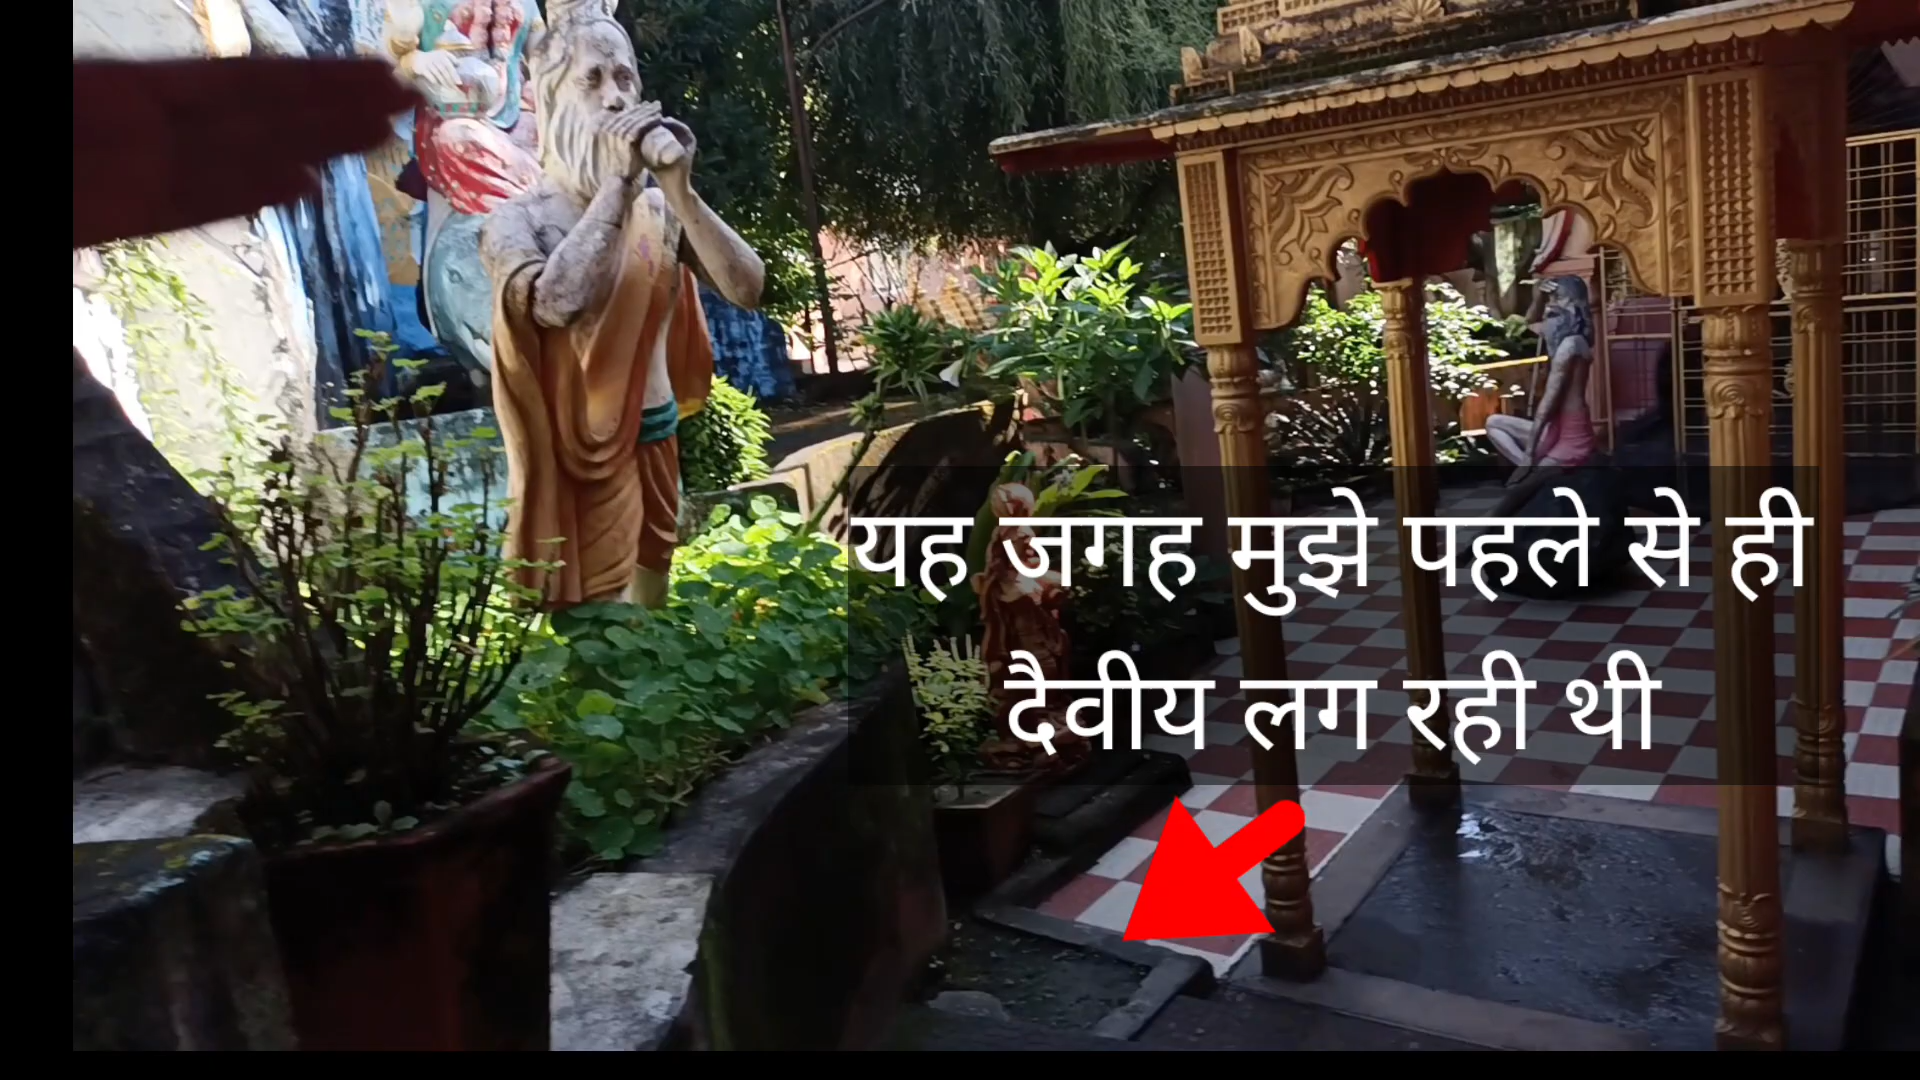 यह जगह मुझे पहले से ही
दैवीय लग रही थी